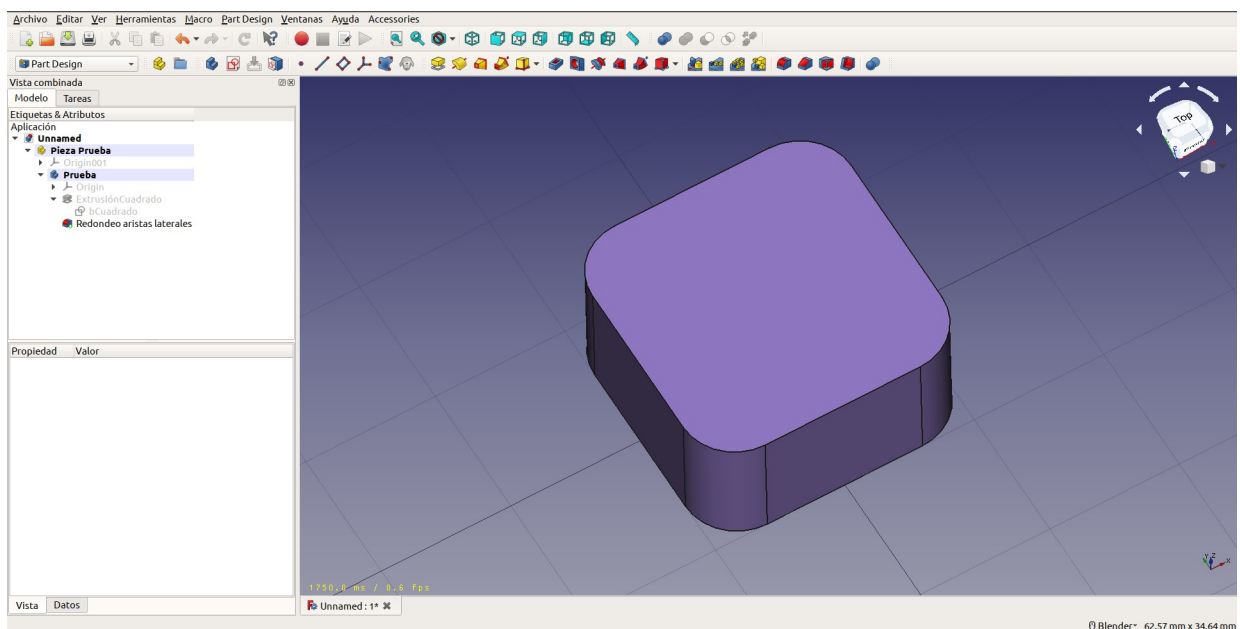 Archivo Editar Ver Herramientas Macro Part Design Ventanas Ayuda Accessories
Part Design
Vista combinada
Modelo Tareas
Etiquetas & Atributos
Aplicación
Unnamed
Pieza Prueba
Origin001
Prueba
Origin
ExtrusiónCuadrado
bCuadrado
Redondeo aristas laterales
Top
Propiedad Valor
1750.0 ms / 0.6 fps
Vista Datos
Unnamed : 1*
Blender 62.57 mm x 34.64 mm